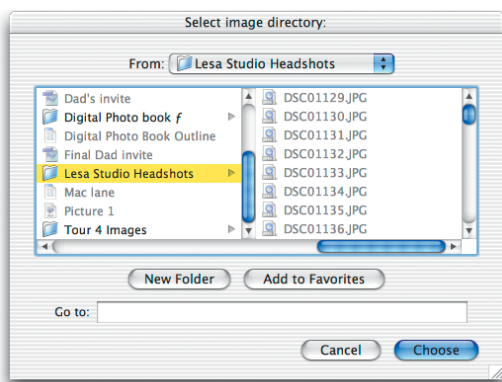 Select image directory:
From: Lesa Studio Headshots
Dad's invite
Digital Photo book ƒ
Digital Photo Book Outline
Final Dad invite
Lesa Studio Headshots
Mac lane
Picture 1
Tour 4 Images
DSC01129.JPG
DSC01130.JPG
DSC01131.JPG
DSC01132.JPG
DSC01133.JPG
DSC01134.JPG
DSC01135.JPG
DSC01136.JPG
New Folder
Add to Favorites
Go to:
Cancel
Choose